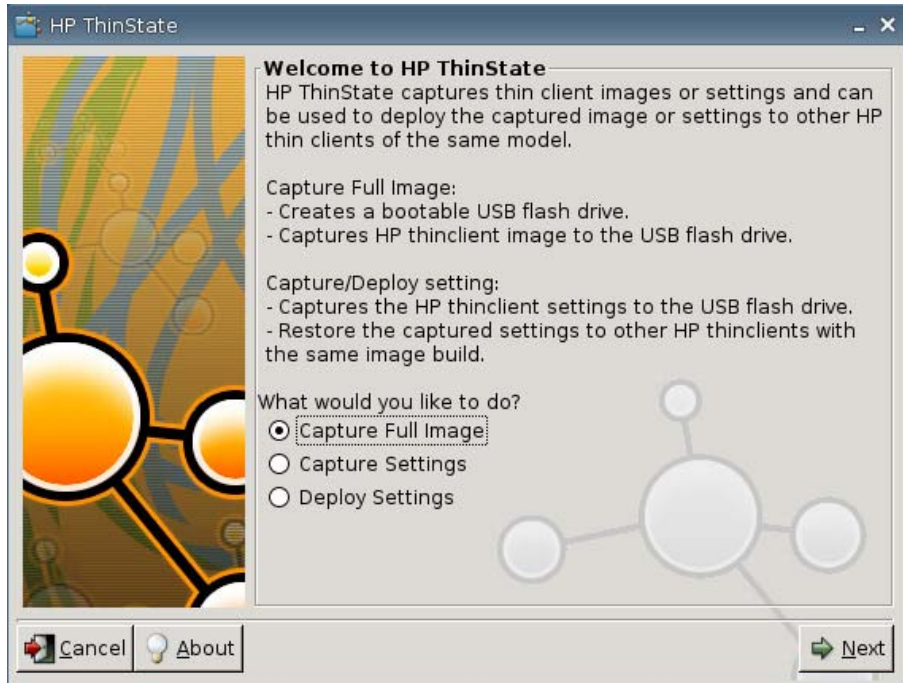 HP ThinState
Welcome to HP ThinState
HP ThinState captures thin client images or settings and can
be used to deploy the captured image or settings to other HP
thin clients of the same model.
Capture Full Image:
- Creates a bootable USB flash drive.
- Captures HP thinclient image to the USB flash drive.
Capture/Deploy setting:
- Captures the HP thinclient settings to the USB flash drive.
- Restore the captured settings to other HP thinclients with
the same image build.
What would you like to do?
Capture Full Image
Capture Settings
Deploy Settings
Cancel
About
Next